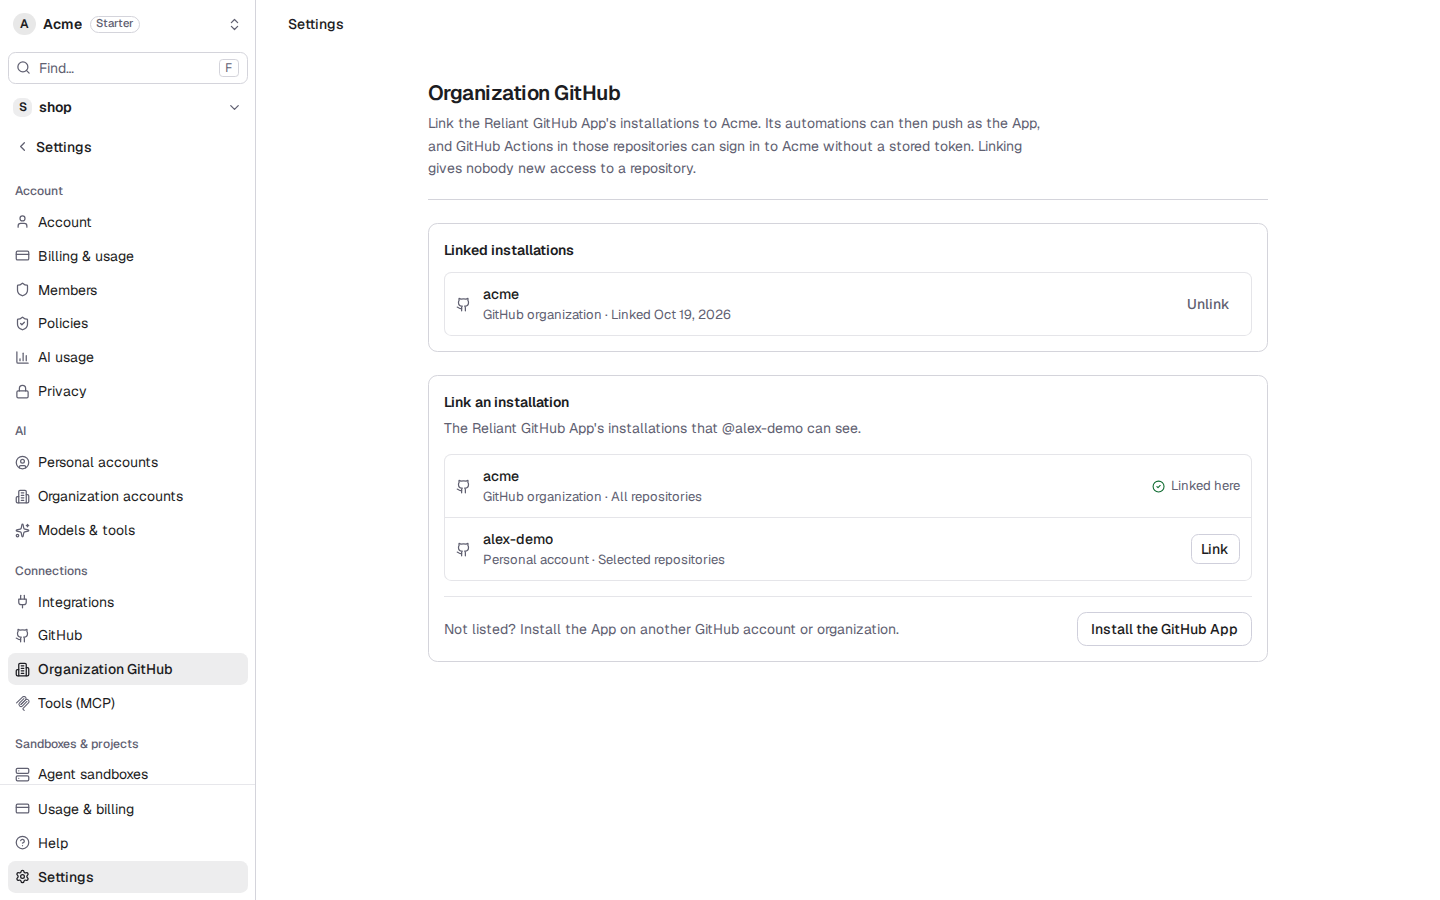 A Acme Starter
Find... F
S shop
Settings
Account
Account
Billing & usage
Members
Policies
AI usage
Privacy
AI
Personal accounts
Organization accounts
Models & tools
Connections
Integrations
GitHub
Organization GitHub
Tools (MCP)
Sandboxes & projects
Agent sandboxes
Usage & billing
Help
Settings
Settings
Organization GitHub
Link the Reliant GitHub App's installations to Acme. Its automations can then push as the App,
and GitHub Actions in those repositories can sign in to Acme without a stored token. Linking
gives nobody new access to a repository.
Linked installations
acme
GitHub organization · Linked Oct 19, 2026
Unlink
Link an installation
The Reliant GitHub App's installations that @alex-demo can see.
acme
GitHub organization · All repositories
Linked here
alex-demo
Personal account · Selected repositories
Link
Not listed? Install the App on another GitHub account or organization.
Install the GitHub App